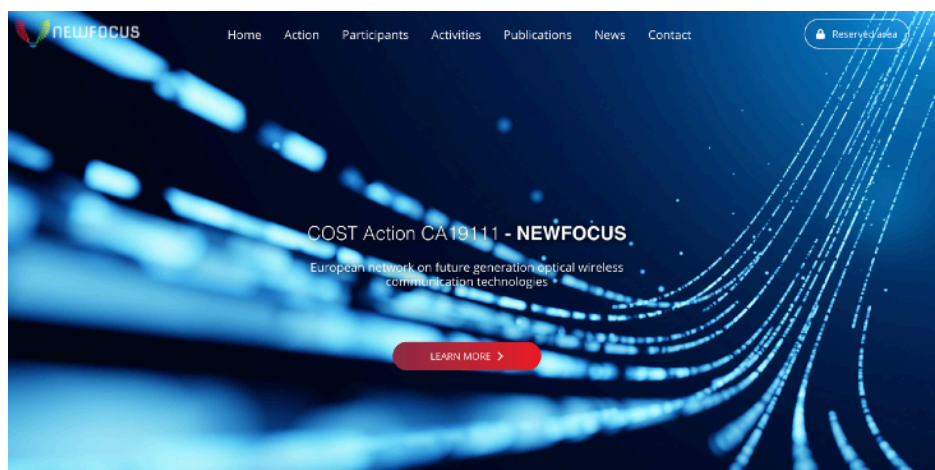 NEWFOCUS
Home Action Participants Activities Publications News Contact
Reserved area
COST Action CA19111 - NEWFOCUS
European network on future generation optical wireless
communication technologies
LEARN MORE